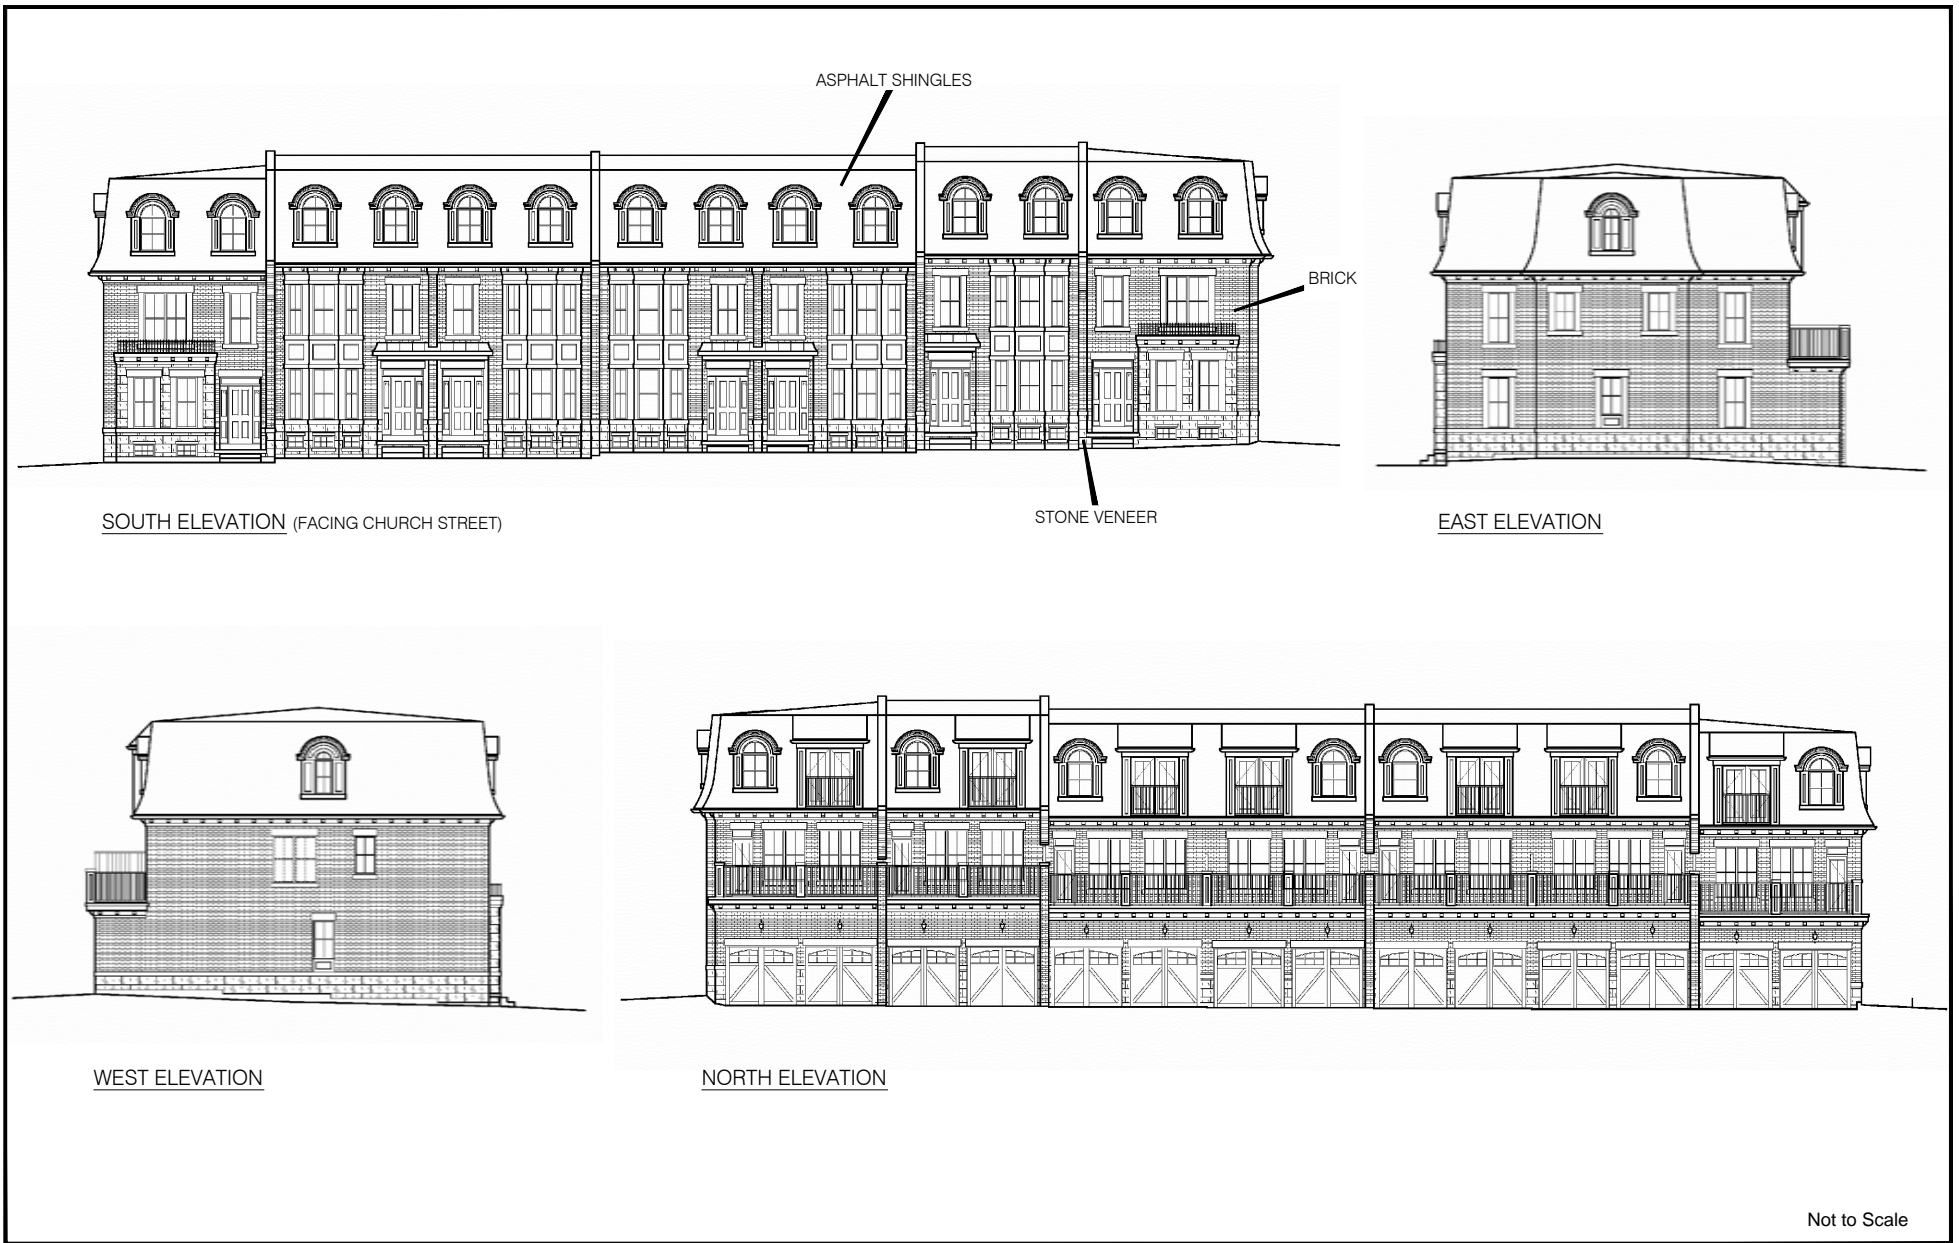 ASPHALT SHINGLES
BRICK
STONE VENEER
SOUTH ELEVATION (FACING CHURCH STREET)
EAST ELEVATION
WEST ELEVATION
NORTH ELEVATION
Not to Scale